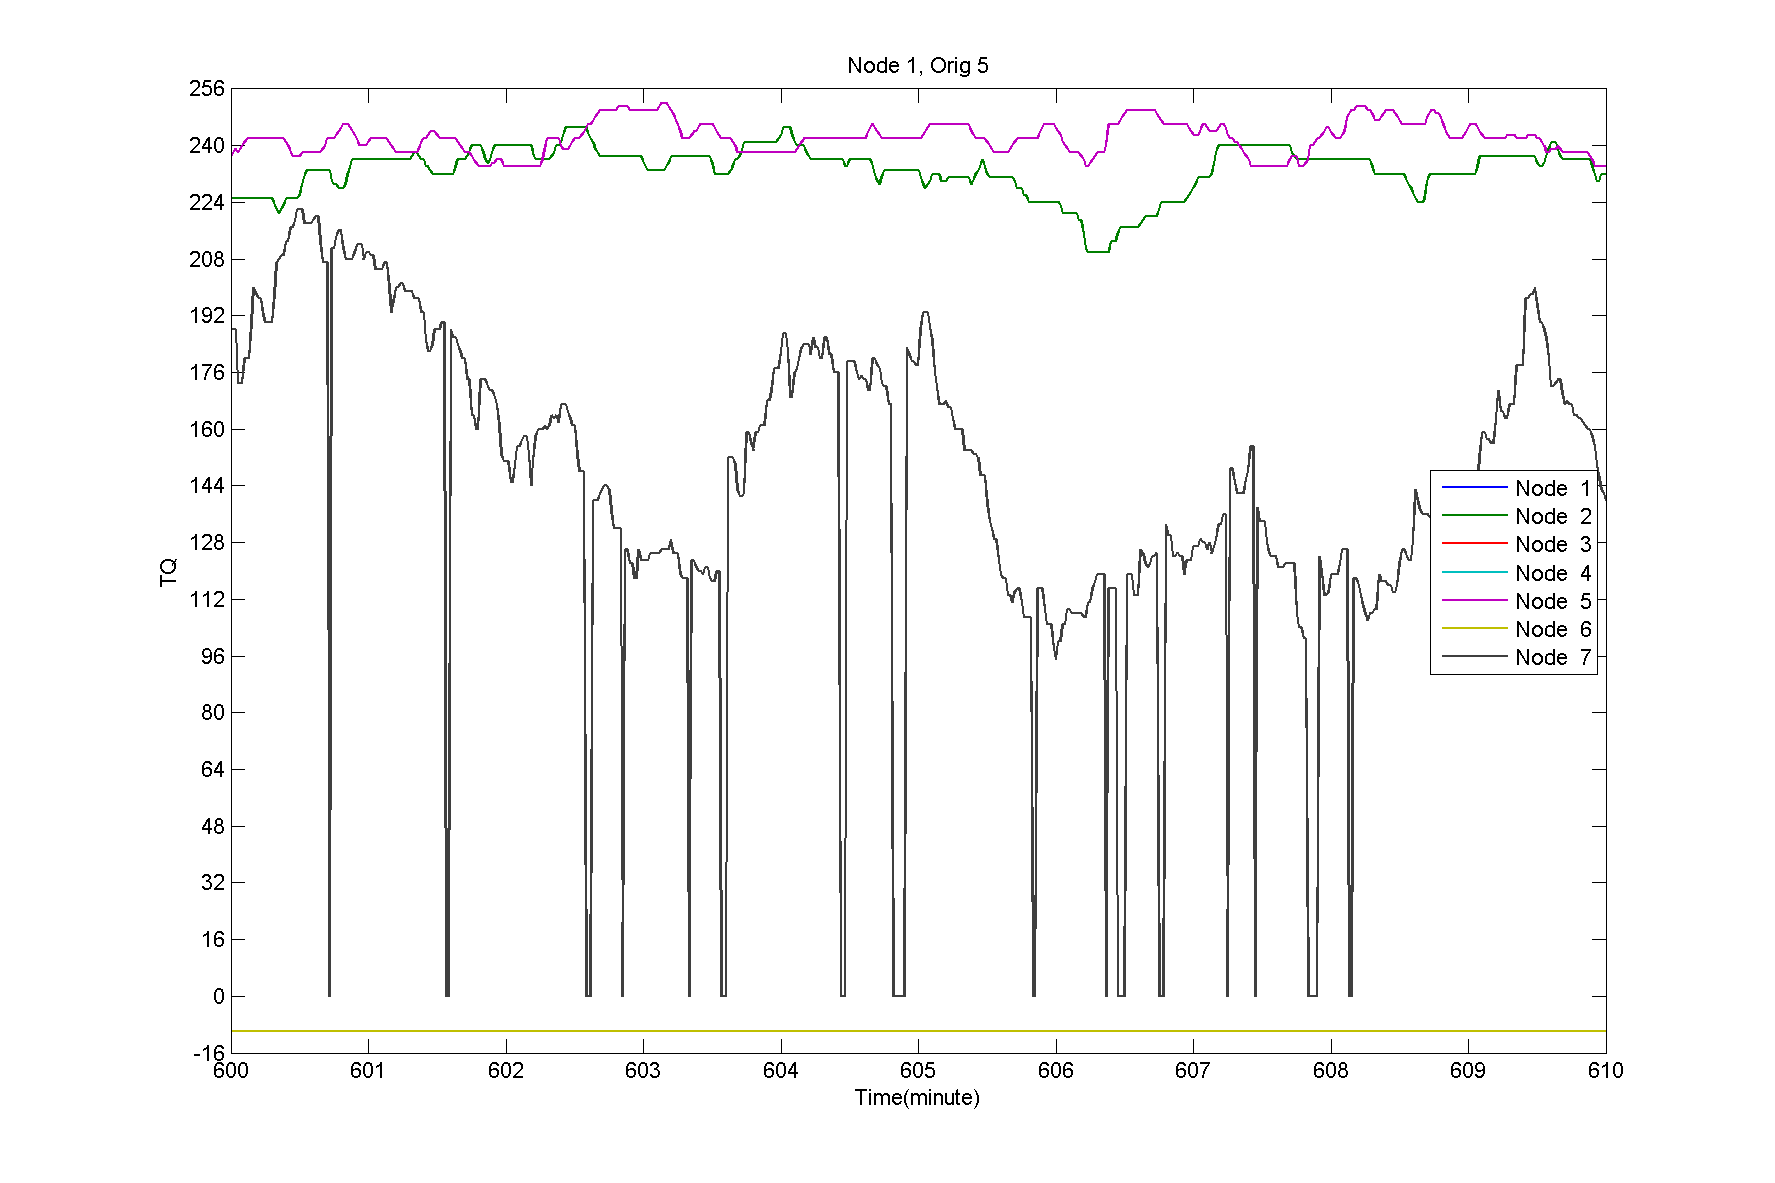 Node 1, Orig 5
256
240
224
208
192
176
160
144
128
112
96
80
64
48
32
16
0
-16
TQ
Node 1
Node 2
Node 3
Node 4
Node 5
Node 6
Node 7
600 601 602 603 604 605 606 607 608 609 610
Time(minute)